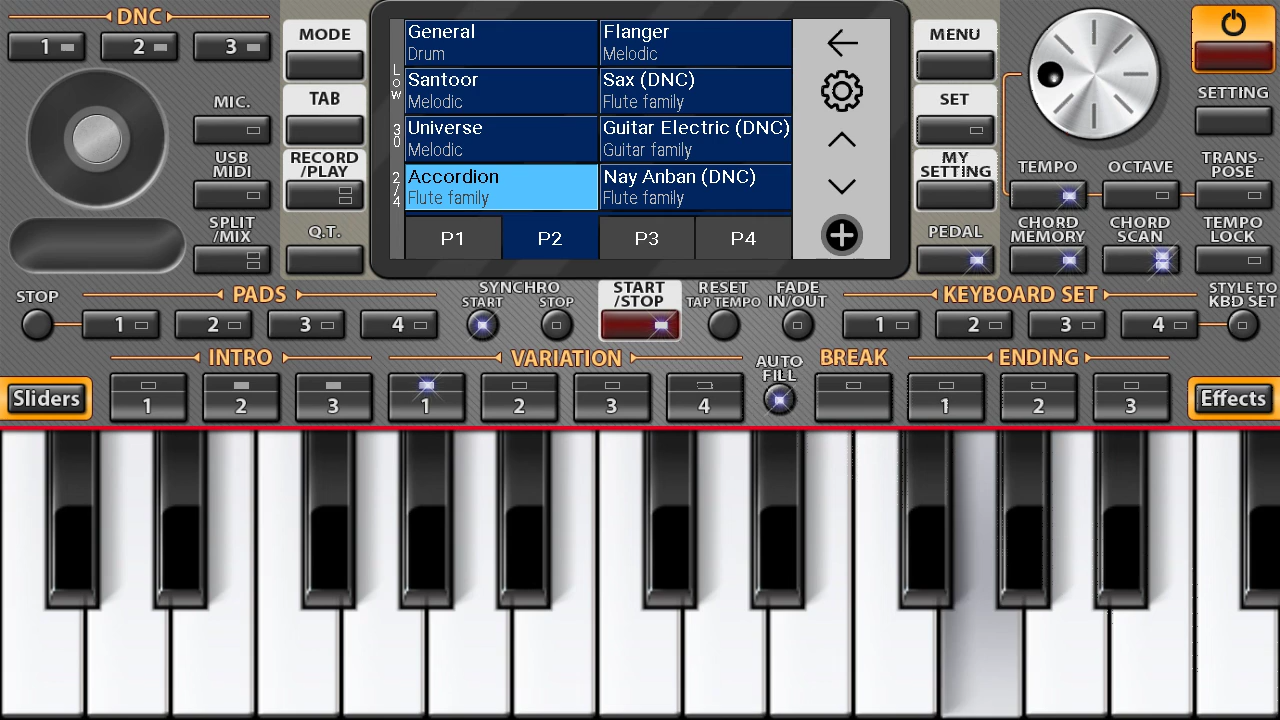 DNC
1
2
3
MIC.
USB
MIDI
SPLIT
/MIX
MODE
TAB
RECORD
/PLAY
Q.T.
Low
30
2/4
General
Drum
Flanger
Melodic
Santoor
Melodic
Sax (DNC)
Flute family
Universe
Melodic
Guitar Electric (DNC)
Guitar family
Accordion
Flute family
Nay Anban (DNC)
Flute family
P1
P2
P3
P4
MENU
SET
MY
SETTING
PEDAL
SETTING
TEMPO
OCTAVE
TRANS-
POSE
CHORD
MEMORY
CHORD
SCAN
TEMPO
LOCK
STOP
PADS
1
2
3
4
SYNCHRO
START
STOP
START
/STOP
RESET
TAP TEMPO
FADE
IN/OUT
KEYBOARD SET
1
2
3
4
STYLE TO
KBD SET
Sliders
INTRO
1
2
3
VARIATION
1
2
3
4
AUTO
FILL
BREAK
ENDING
1
2
3
Effects